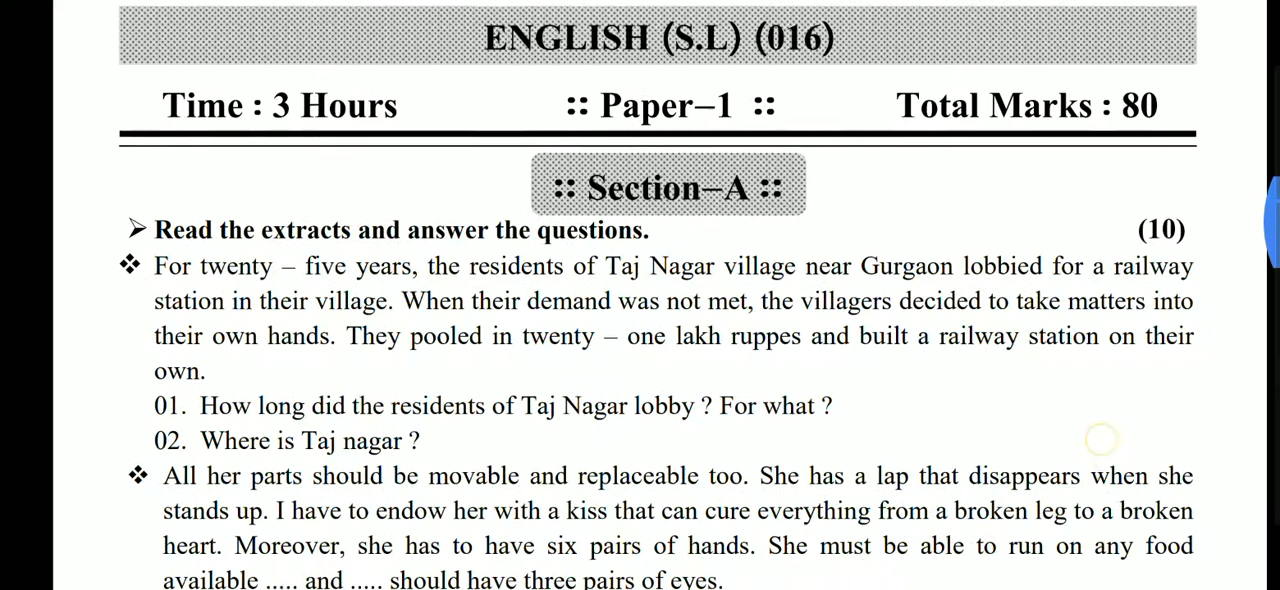 ENGLISH (S.L) (016)
Time : 3 Hours :: Paper–1 :: Total Marks : 80
:: Section–A ::
➢ Read the extracts and answer the questions. (10)
❖ For twenty – five years, the residents of Taj Nagar village near Gurgaon lobbied for a railway
station in their village. When their demand was not met, the villagers decided to take matters into
their own hands. They pooled in twenty – one lakh ruppes and built a railway station on their
own.
01. How long did the residents of Taj Nagar lobby ? For what ?
02. Where is Taj nagar ?
❖ All her parts should be movable and replaceable too. She has a lap that disappears when she
stands up. I have to endow her with a kiss that can cure everything from a broken leg to a broken
heart. Moreover, she has to have six pairs of hands. She must be able to run on any food
available ..... and ..... should have three pairs of eyes.